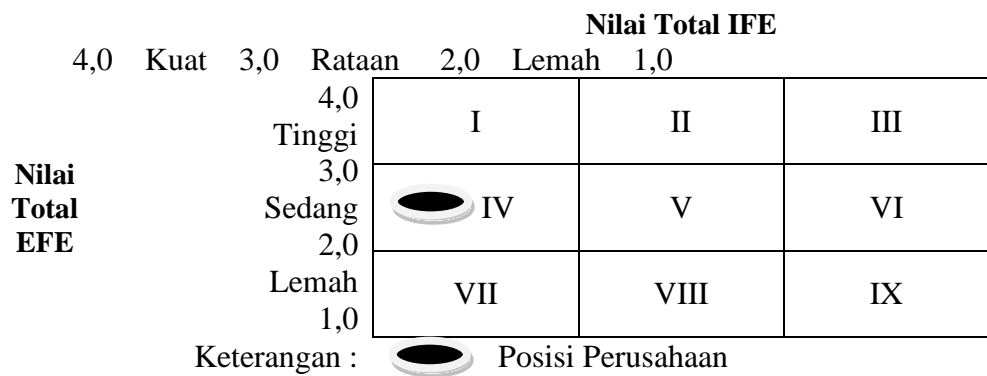 Nilai Total IFE
4,0 Kuat 3,0 Rataan 2,0 Lemah 1,0
4,0
Tinggi
I II III
3,0
Nilai
Total
EFE
Sedang
IV V VI
2,0
Lemah
VII VIII IX
1,0
Keterangan : Posisi Perusahaan